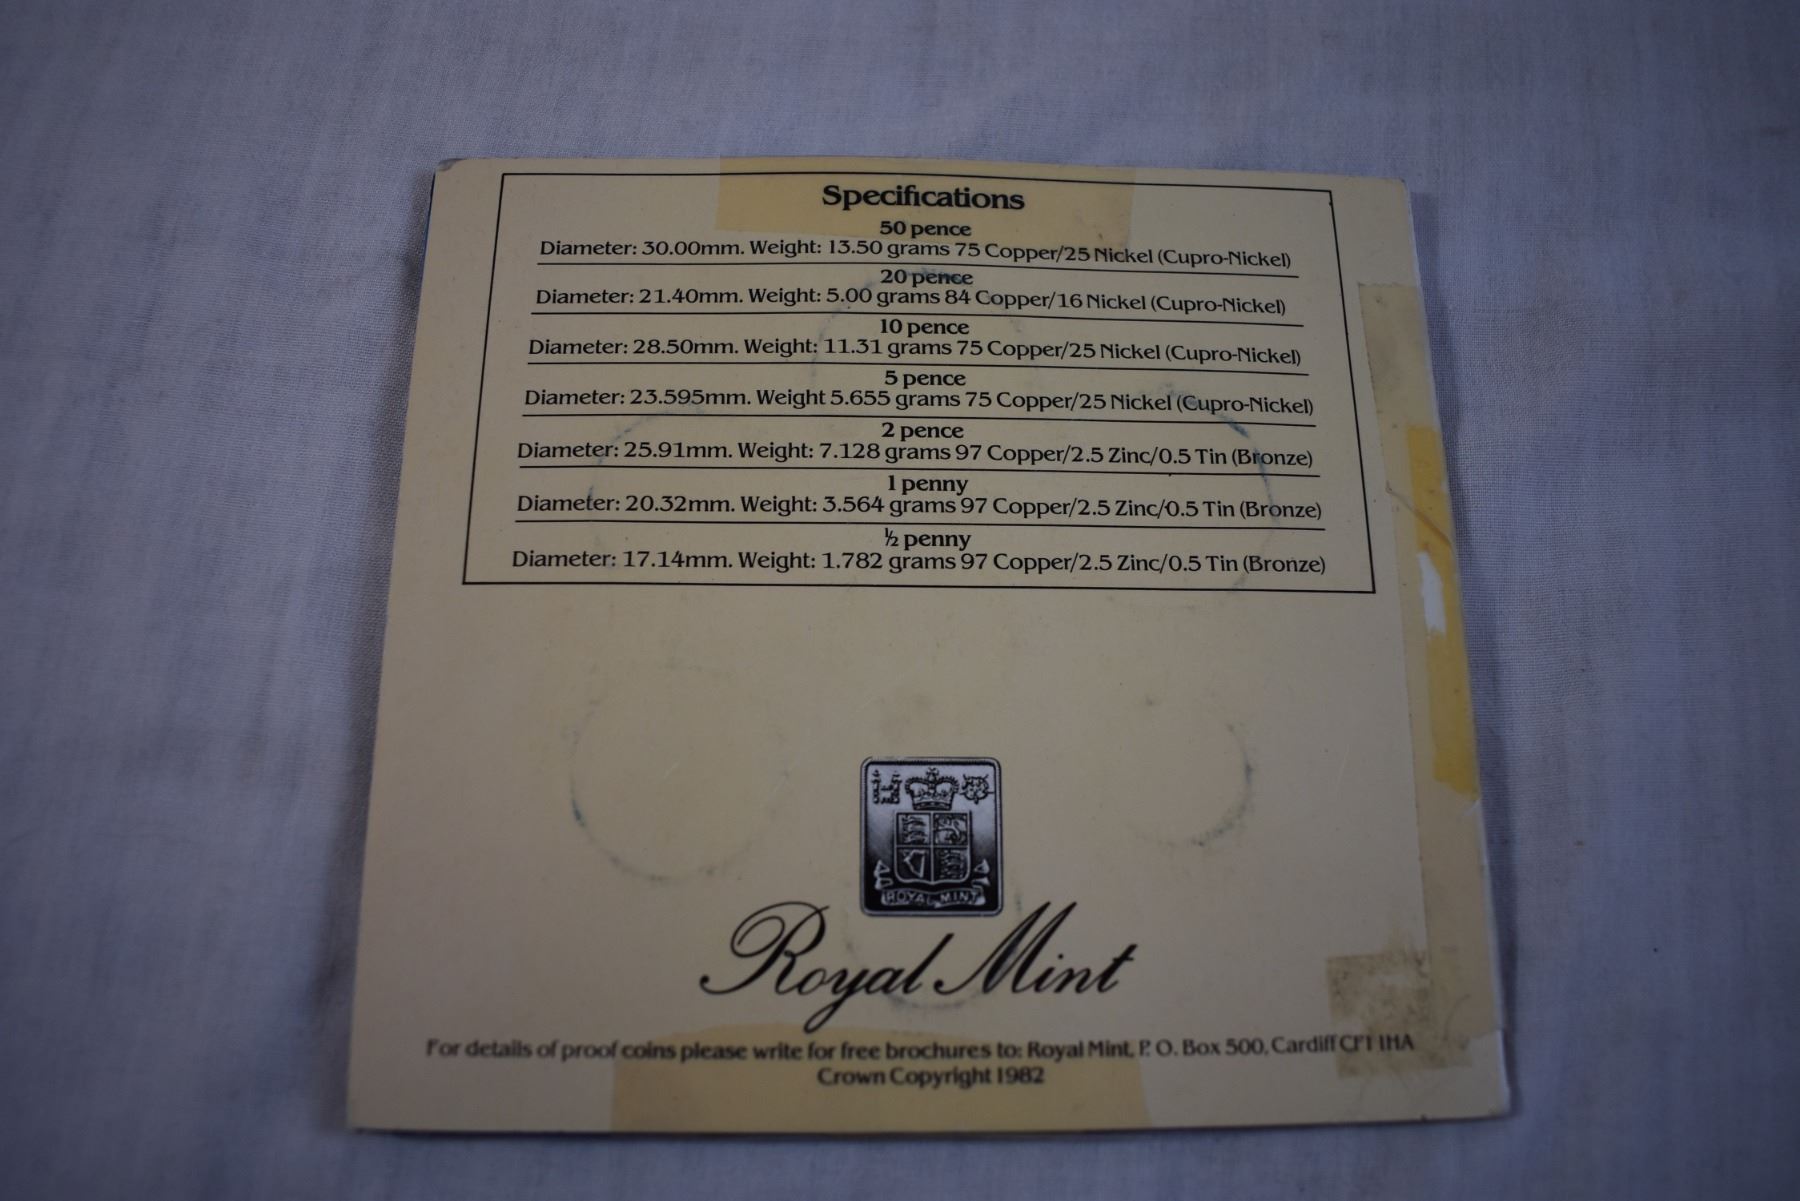 Specifications
50 pence
Diameter: 30.00mm. Weight: 13.50 grams 75 Copper/25 Nickel (Cupro-Nickel)
20 pence
Diameter: 21.40mm. Weight: 5.00 grams 84 Copper/16 Nickel (Cupro-Nickel)
10 pence
Diameter: 28.50mm. Weight: 11.31 grams 75 Copper/25 Nickel (Cupro-Nickel)
5 pence
Diameter: 23.595mm. Weight 5.655 grams 75 Copper/25 Nickel (Cupro-Nickel)
2 pence
Diameter: 25.91mm. Weight: 7.128 grams 97 Copper/2.5 Zinc/0.5 Tin (Bronze)
1 penny
Diameter: 20.32mm. Weight: 3.564 grams 97 Copper/2.5 Zinc/0.5 Tin (Bronze)
½ penny
Diameter: 17.14mm. Weight: 1.782 grams 97 Copper/2.5 Zinc/0.5 Tin (Bronze)
ROYAL MINT
Royal Mint
For details of proof coins please write for free brochures to: Royal Mint, P. O. Box 500, Cardiff CF1 1HA
Crown Copyright 1982